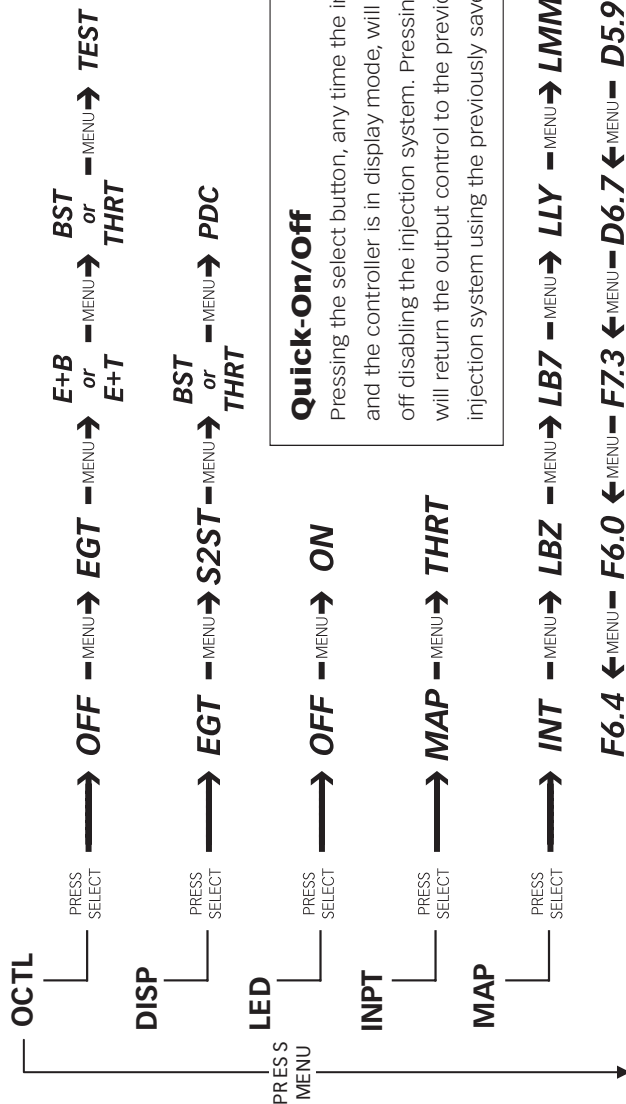 OCTL
PRESS
SELECT
OFF MENU EGT MENU E+B or E+T MENU BST or THRT MENU TEST
PRESS
MENU
DISP
PRESS
SELECT
EGT MENU S2ST MENU BST or THRT MENU PDC
LED
PRESS
SELECT
OFF MENU ON
INPT
PRESS
SELECT
MAP MENU THRT
MAP
PRESS
SELECT
INT MENU LBZ MENU LB7 MENU LLY MENU LMM
F6.4 MENU F6.0 MENU F7.3 MENU D6.7 MENU D5.9
Quick-On/Off
Pressing the select button, any time the in
and the controller is in display mode, will
off disabling the injection system. Pressin
will return the output control to the previo
injection system using the previously save